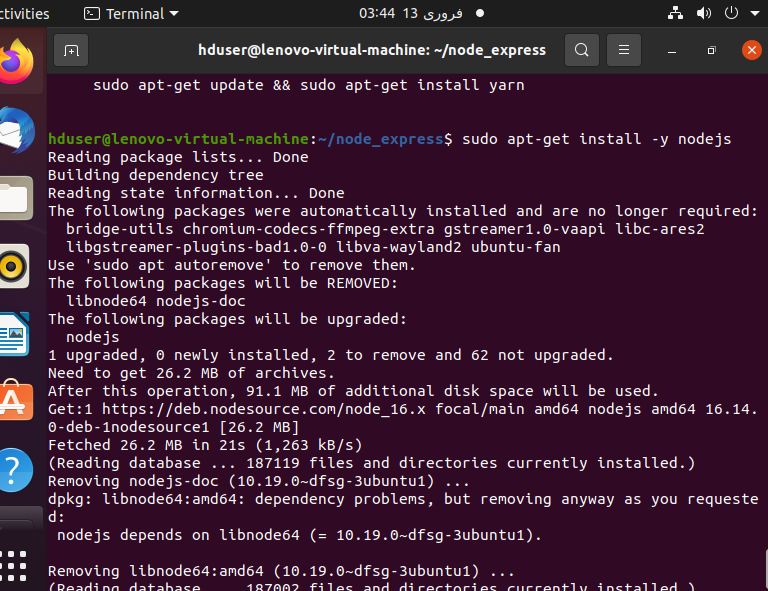 ctivities
Terminal
03:44 13 فروری
hduser@lenovo-virtual-machine: ~/node_express
sudo apt-get update && sudo apt-get install yarn
hduser@lenovo-virtual-machine:~/node_express$ sudo apt-get install -y nodejs
Reading package lists... Done
Building dependency tree
Reading state information... Done
The following packages were automatically installed and are no longer required:
bridge-utils chromium-codecs-ffmpeg-extra gstreamer1.0-vaapi libc-ares2
libgstreamer-plugins-bad1.0-0 libva-wayland2 ubuntu-fan
Use 'sudo apt autoremove' to remove them.
The following packages will be REMOVED:
libnode64 nodejs-doc
The following packages will be upgraded:
nodejs
1 upgraded, 0 newly installed, 2 to remove and 62 not upgraded.
Need to get 26.2 MB of archives.
After this operation, 91.1 MB of additional disk space will be used.
Get:1 https://deb.nodesource.com/node_16.x focal/main amd64 nodejs amd64 16.14.
0-deb-1nodesource1 [26.2 MB]
Fetched 26.2 MB in 21s (1,263 kB/s)
(Reading database ... 187119 files and directories currently installed.)
Removing nodejs-doc (10.19.0~dfsg-3ubuntu1) ...
dpkg: libnode64:amd64: dependency problems, but removing anyway as you requeste
d:
nodejs depends on libnode64 (= 10.19.0~dfsg-3ubuntu1).
Removing libnode64:amd64 (10.19.0~dfsg-3ubuntu1) ...
(Reading database ... 187002 files and directories currently installed.)